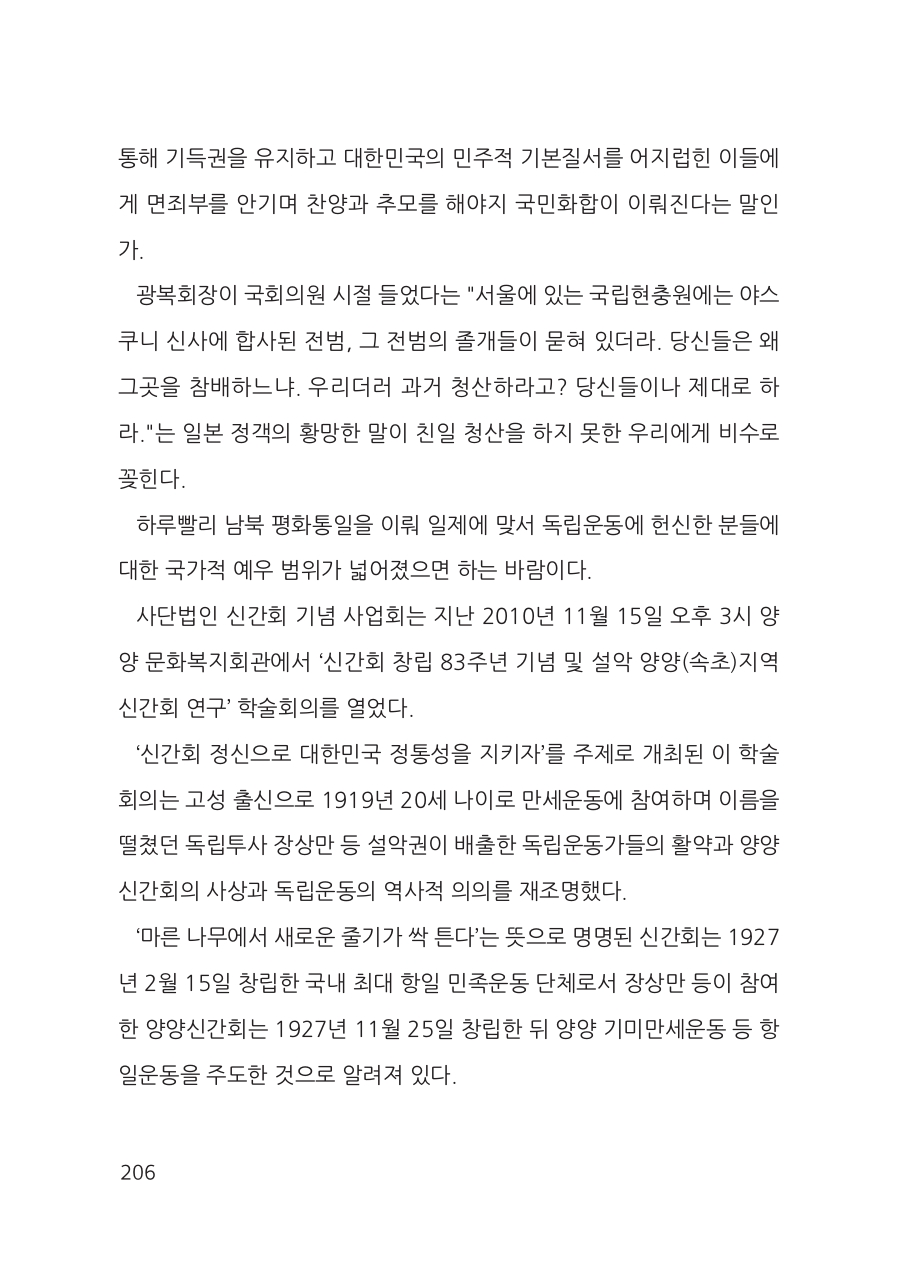 통해 기득권을 유지하고 대한민국의 민주적 기본질서를 어지럽힌 이들에
게 면죄부를 안기며 찬양과 추모를 해야지 국민화합이 이뤄진다는 말인
가.
광복회장이 국회의원 시절 들었다는 "서울에 있는 국립현충원에는 야스
쿠니 신사에 합사된 전범, 그 전범의 졸개들이 묻혀 있더라. 당신들은 왜
그곳을 참배하느냐. 우리더러 과거 청산하라고? 당신들이나 제대로 하
라."는 일본 정객의 황망한 말이 친일 청산을 하지 못한 우리에게 비수로
꽂힌다.
하루빨리 남북 평화통일을 이뤄 일제에 맞서 독립운동에 헌신한 분들에
대한 국가적 예우 범위가 넓어졌으면 하는 바람이다.
사단법인 신간회 기념 사업회는 지난 2010년 11월 15일 오후 3시 양
양 문화복지회관에서 ‘신간회 창립 83주년 기념 및 설악 양양(속초)지역
신간회 연구’ 학술회의를 열었다.
‘신간회 정신으로 대한민국 정통성을 지키자’를 주제로 개최된 이 학술
회의는 고성 출신으로 1919년 20세 나이로 만세운동에 참여하며 이름을
떨쳤던 독립투사 장상만 등 설악권이 배출한 독립운동가들의 활약과 양양
신간회의 사상과 독립운동의 역사적 의의를 재조명했다.
‘마른 나무에서 새로운 줄기가 싹 튼다’는 뜻으로 명명된 신간회는 1927
년 2월 15일 창립한 국내 최대 항일 민족운동 단체로서 장상만 등이 참여
한 양양신간회는 1927년 11월 25일 창립한 뒤 양양 기미만세운동 등 항
일운동을 주도한 것으로 알려져 있다.
206